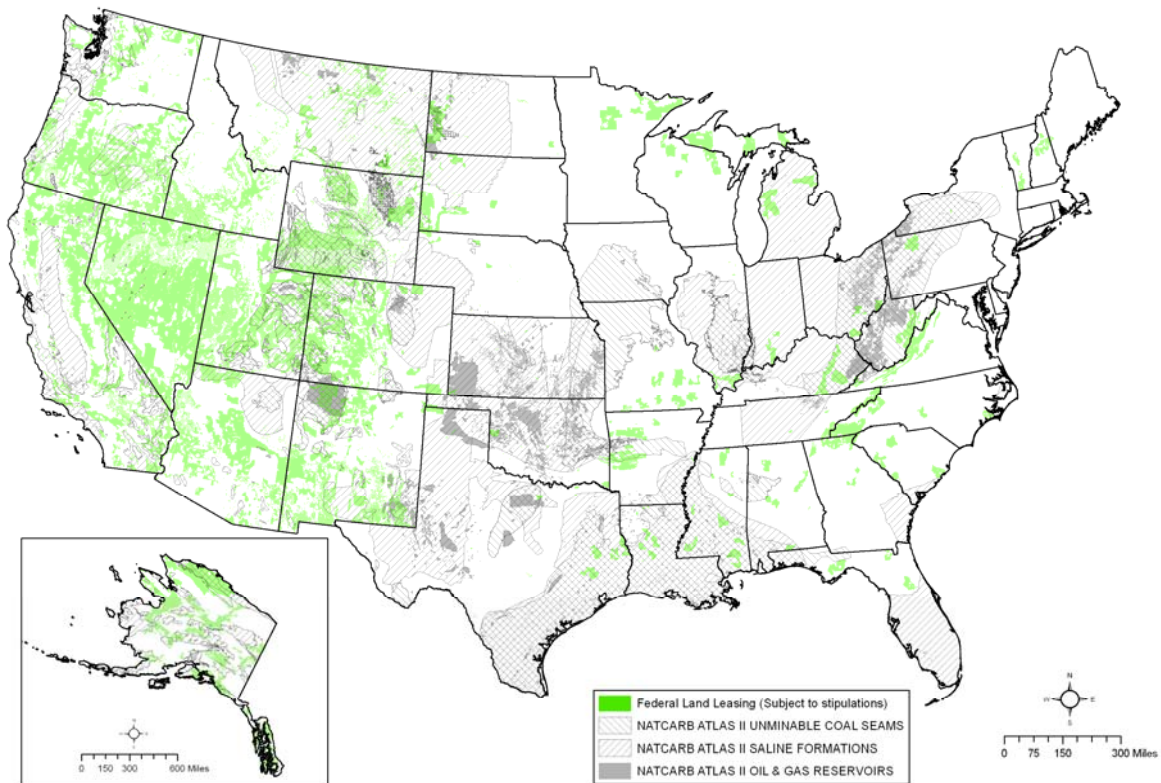 Federal Land Leasing (Subject to stipulations)
NATCARB ATLAS II UNMINABLE COAL SEAMS
NATCARB ATLAS II SALINE FORMATIONS
NATCARB ATLAS II OIL & GAS RESERVOIRS
N
W E
S
0 75 150 300 Miles
N
W E
S
0 150 300 600 Miles